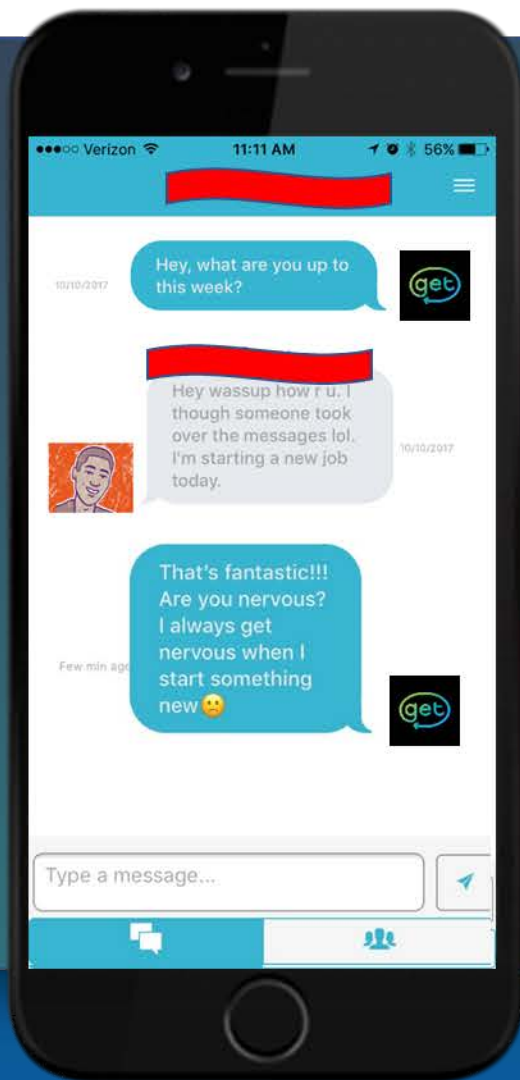 Verizon 11:11 AM 56%
10/10/2017
Hey, what are you up to
this week?
get
Hey wassup how r u. I
though someone took
over the messages lol.
I'm starting a new job
today.
10/10/2017
That's fantastic!!!
Are you nervous?
I always get
nervous when I
start something
new🙁
Few min ago
get
Type a message...